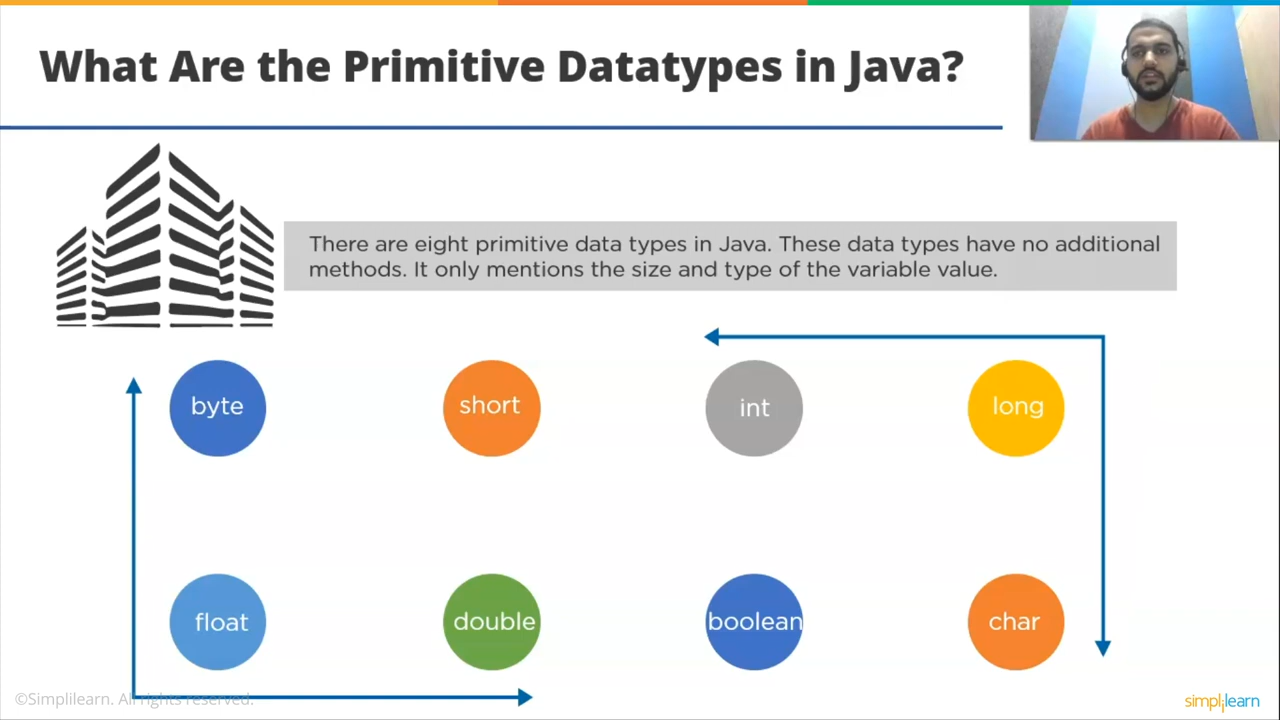 What Are the Primitive Datatypes in Java?
There are eight primitive data types in Java. These data types have no additional
methods. It only mentions the size and type of the variable value.
byte
short
int
long
float
double
boolean
char
©Simplilearn. All rights reserved.
simplilearn